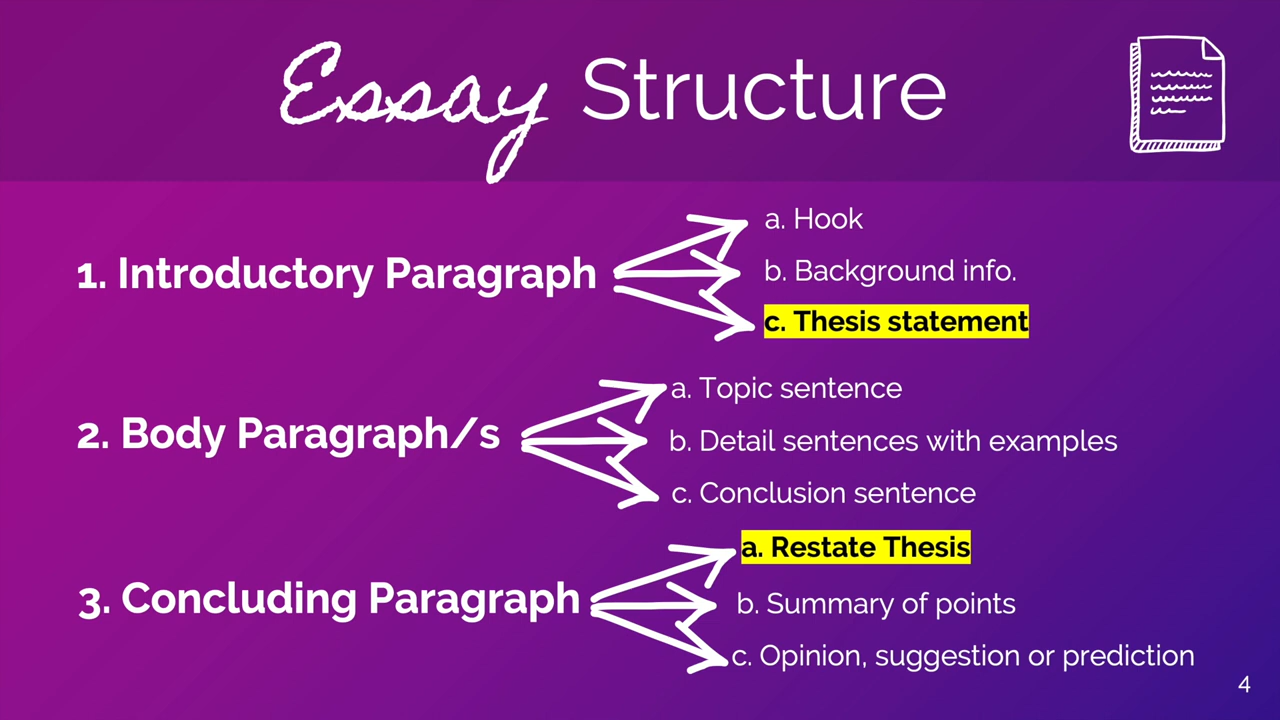 Essay Structure
1. Introductory Paragraph
a. Hook
b. Background info.
c. Thesis statement
2. Body Paragraph/s
a. Topic sentence
b. Detail sentences with examples
c. Conclusion sentence
3. Concluding Paragraph
a. Restate Thesis
b. Summary of points
c. Opinion, suggestion or prediction
4